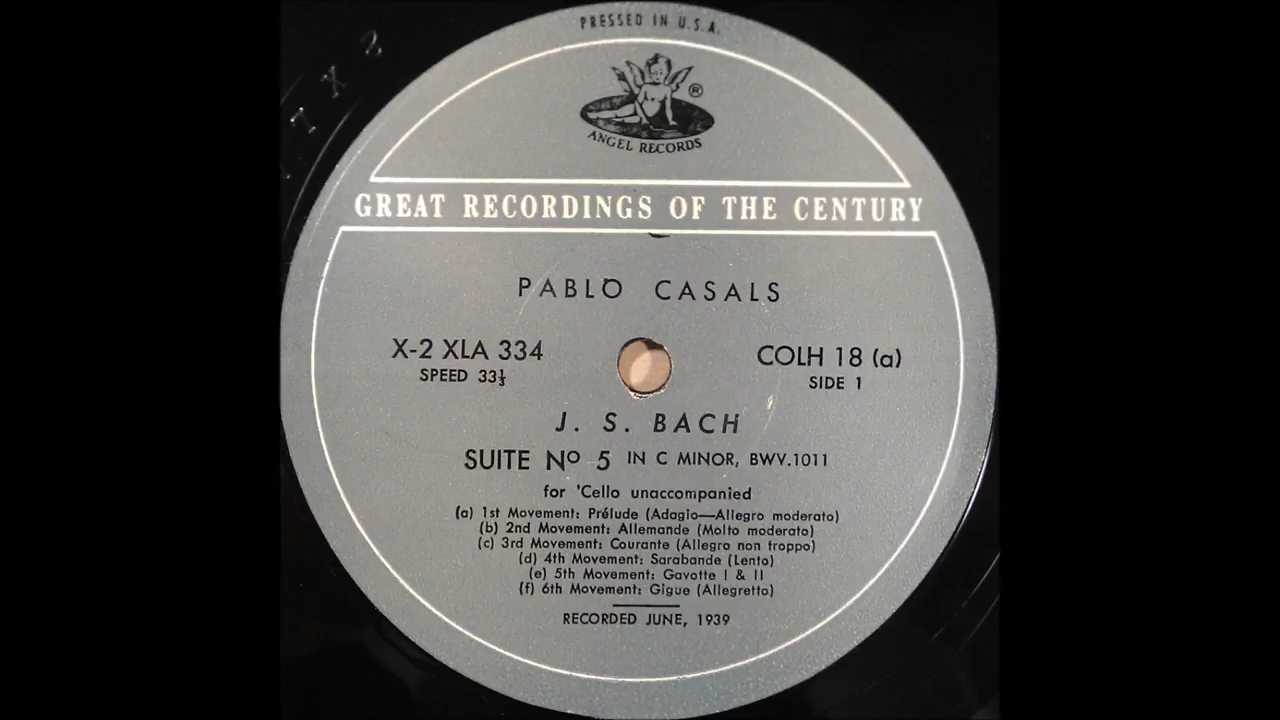 PRESSED IN U.S.A.
7 X 2
®
ANGEL RECORDS
GREAT RECORDINGS OF THE CENTURY
PABLO CASALS
X-2 XLA 334
COLH 18 (a)
SPEED 33⅓
SIDE 1
J. S. BACH
SUITE Nº 5 IN C MINOR, BWV.1011
for 'Cello unaccompanied
(a) 1st Movement: Prélude (Adagio—Allegro moderato)
(b) 2nd Movement: Allemande (Molto moderato)
(c) 3rd Movement: Courante (Allegro non troppo)
(d) 4th Movement: Sarabande (Lento)
(e) 5th Movement: Gavotte I & II
(f) 6th Movement: Gigue (Allegretto)
RECORDED JUNE, 1939